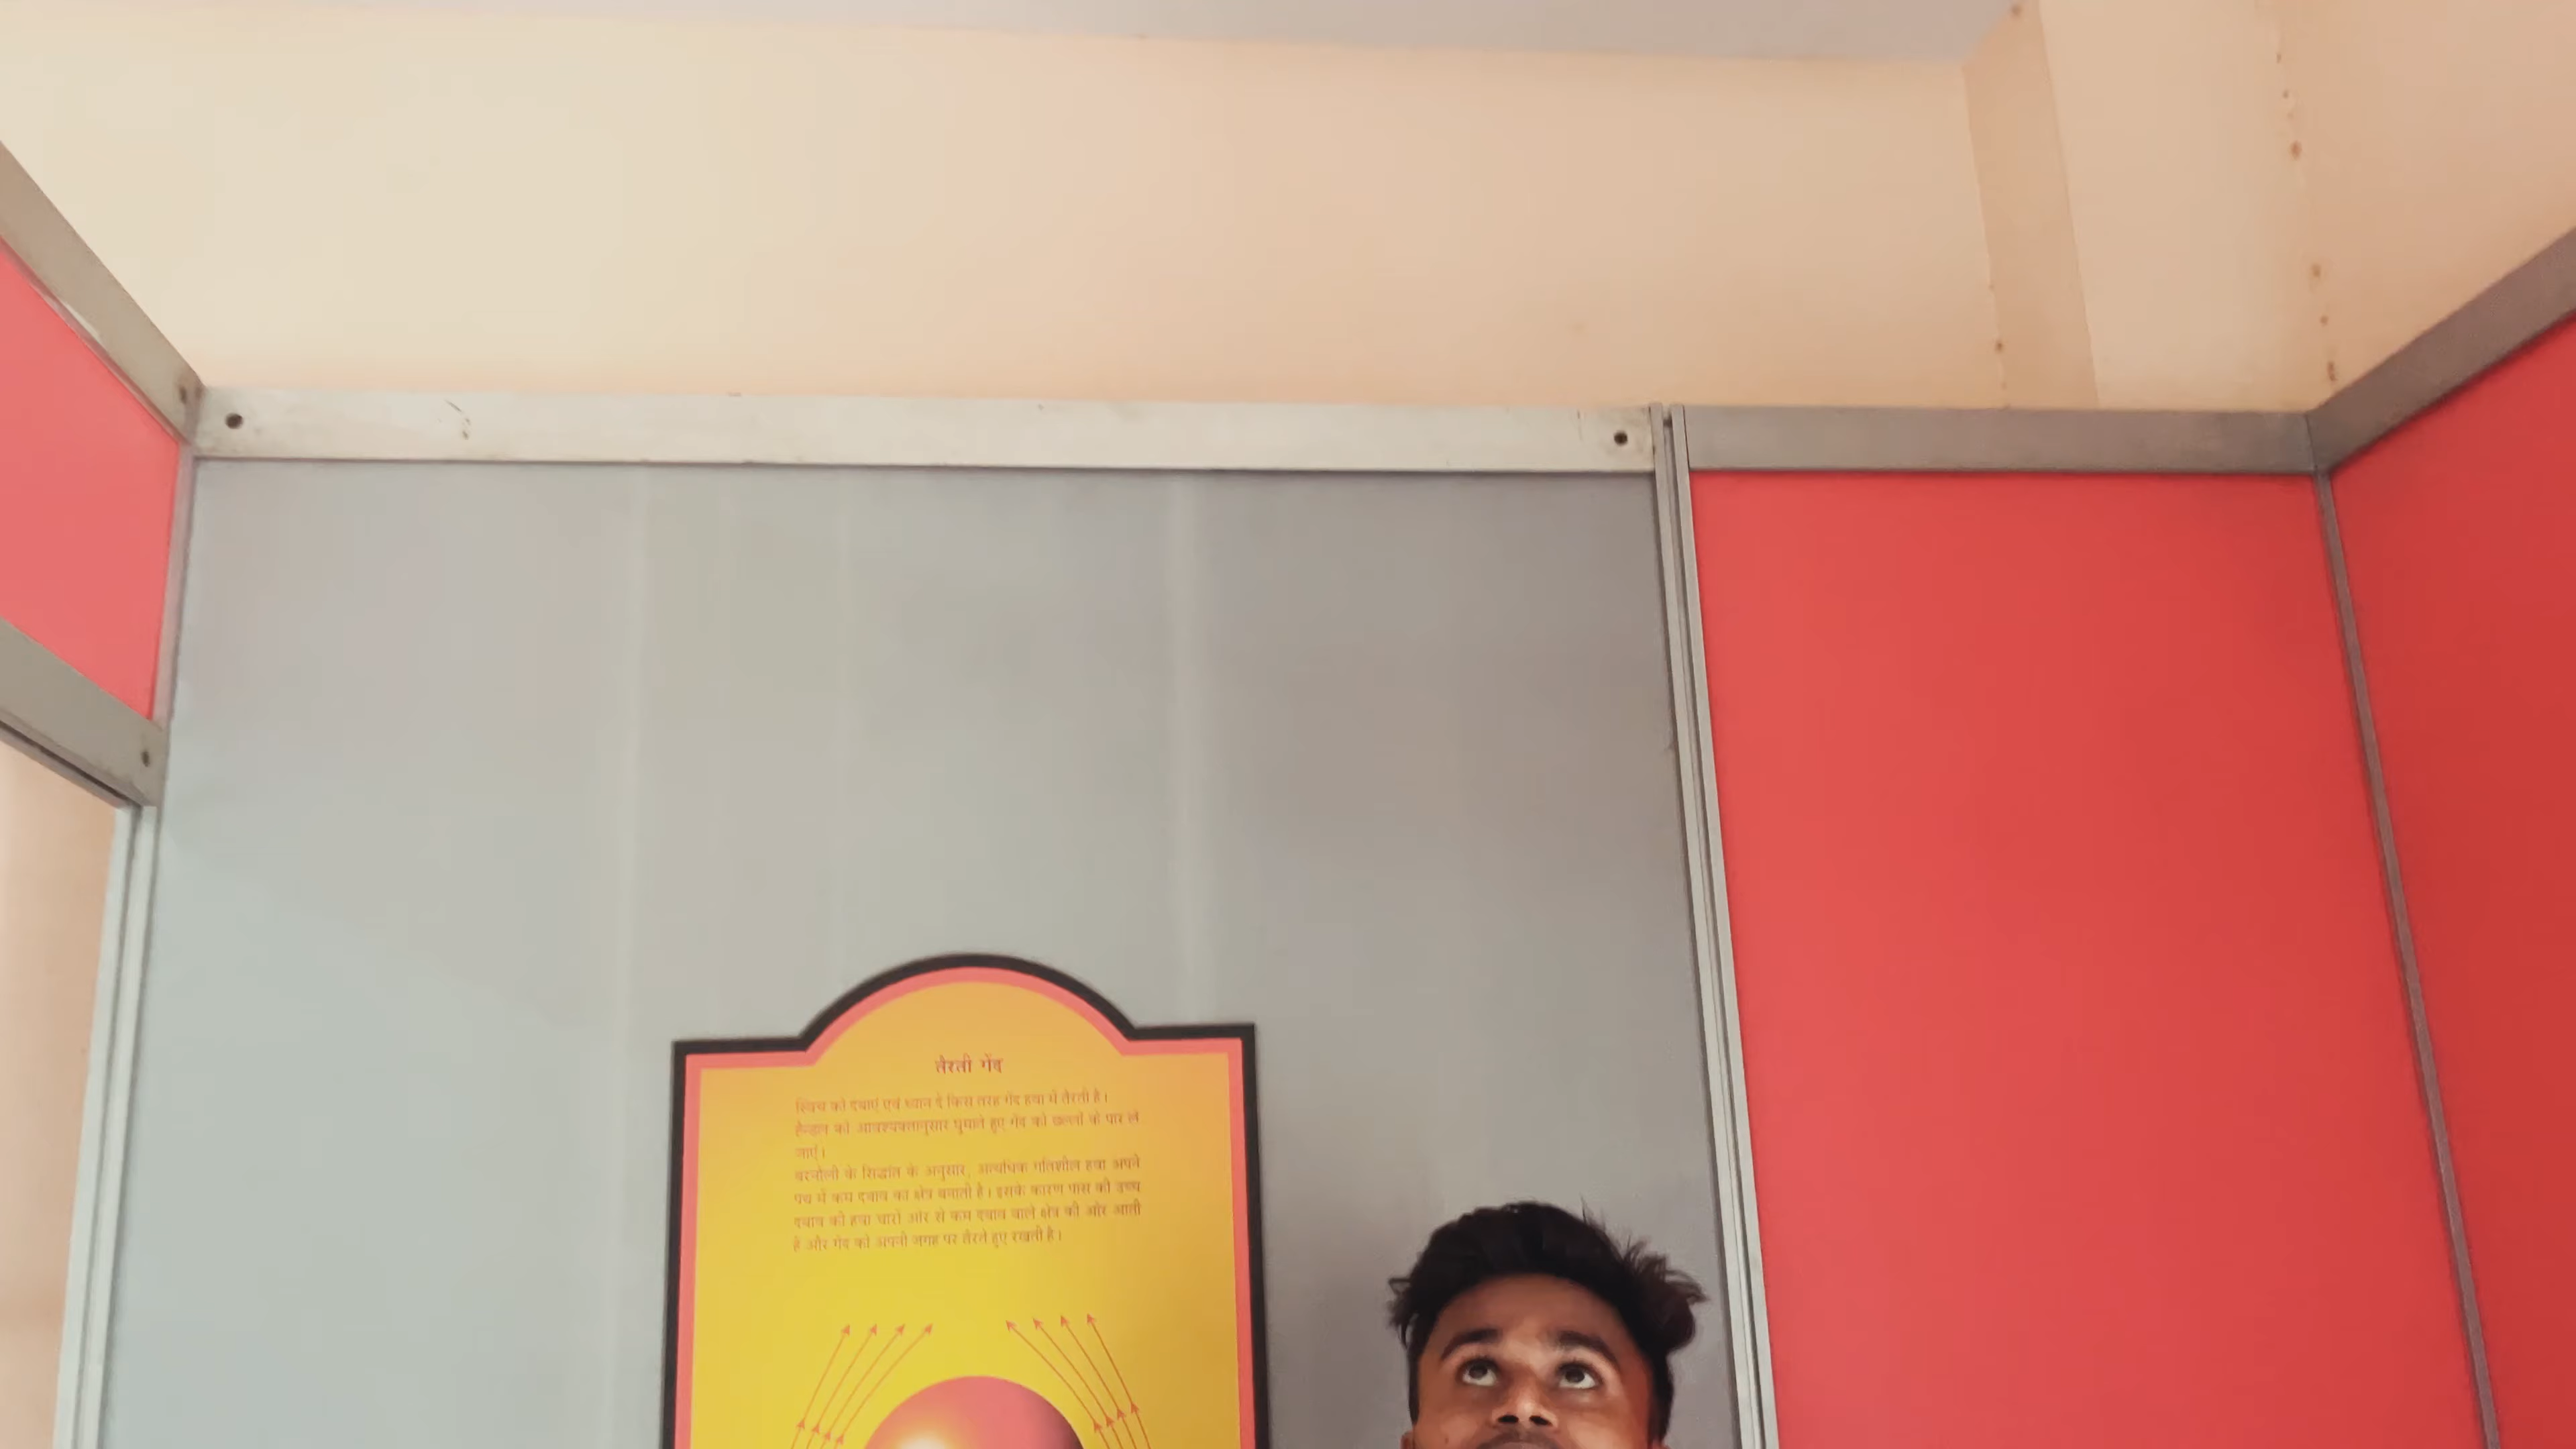 तैरती गेंद
स्विच को दबाएं एवं ध्यान दें किस तरह गेंद हवा में तैरती है।
हैन्डल को आवश्यकतानुसार घुमाते हुए गेंद को छल्लों के पार ले
जाएं।
बरनौली के सिद्धांत के अनुसार, अत्यधिक गतिशील हवा अपने
पथ में कम दबाव का क्षेत्र बनाती है। इसके कारण पास की उच्च
दबाव की हवा चारों ओर से कम दबाव वाले क्षेत्र की ओर आती
है और गेंद को अपनी जगह पर तैरते हुए रखती है।